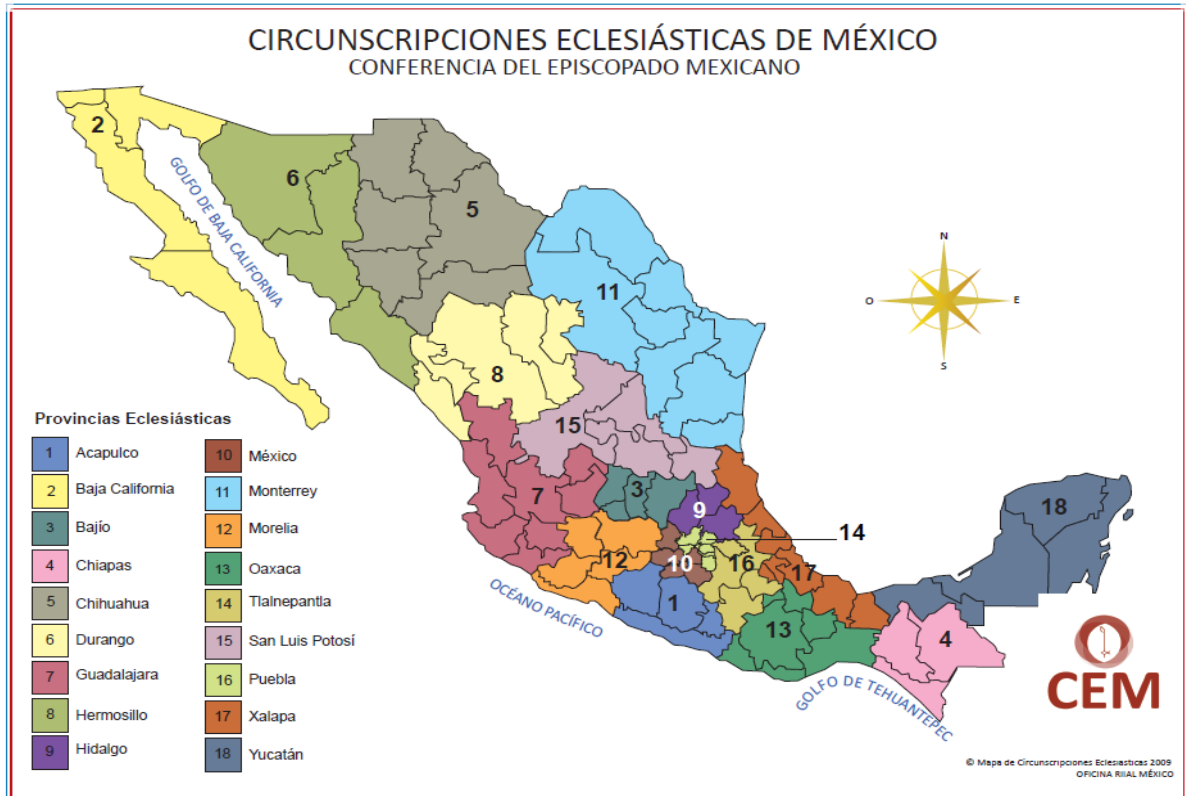 CIRCUNSCRIPCIONES ECLESIÁSTICAS DE MÉXICO
CONFERENCIA DEL EPISCOPADO MEXICANO
2
6
5
11
8
15
7
3
9
14
10
16
12
17
1
13
4
18
GOLFO DE BAJA CALIFORNIA
OCÉANO PACÍFICO
GOLFO DE TEHUANTEPEC
N
O
E
S
Provincias Eclesiásticas
1 Acapulco
2 Baja California
3 Bajío
4 Chiapas
5 Chihuahua
6 Durango
7 Guadalajara
8 Hermosillo
9 Hidalgo
10 México
11 Monterrey
12 Morelia
13 Oaxaca
14 Tlalnepantla
15 San Luis Potosí
16 Puebla
17 Xalapa
18 Yucatán
CEM
© Mapa de Circunscripciones Eclesiasticas 2009
OFICINA RIIAL MÉXICO